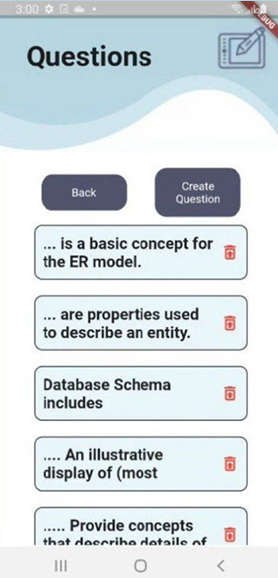 3:00
Questions
Back
Create
Question
... is a basic concept for
the ER model.
... are properties used
to describe an entity.
Database Schema
includes
.... An illustrative
display of (most
..... Provide concepts
that describe details of